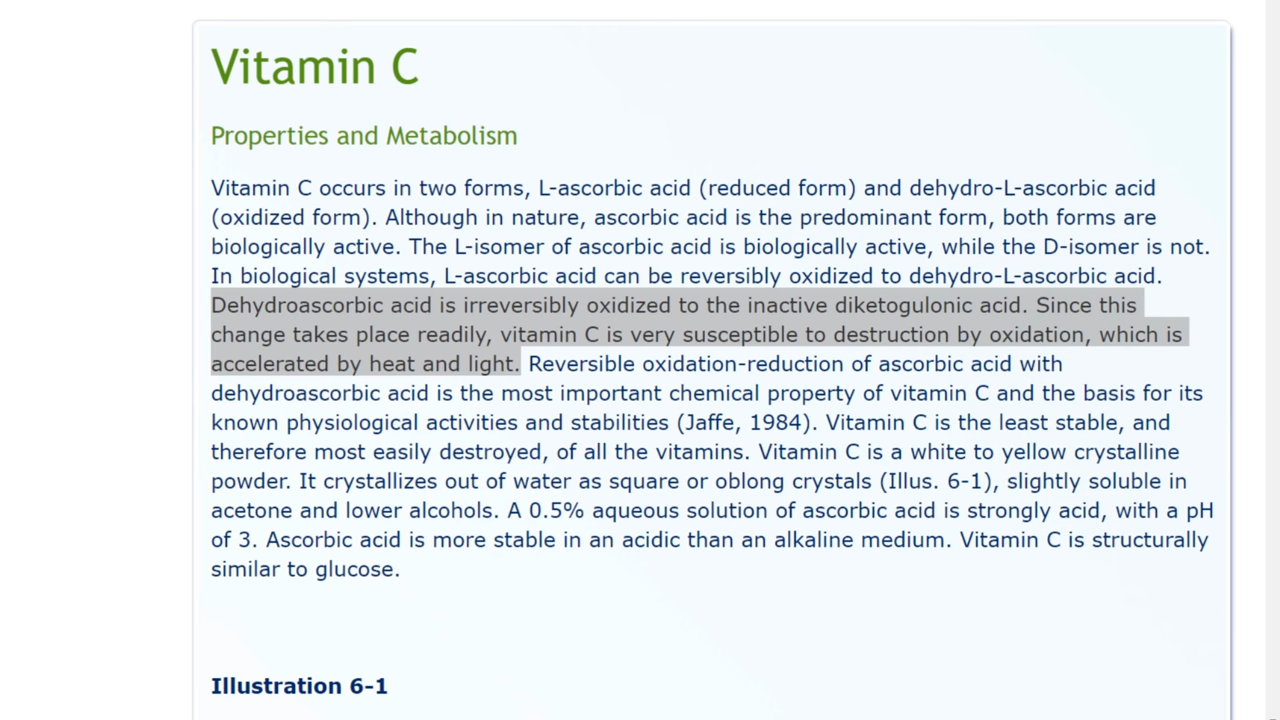 Vitamin C
Properties and Metabolism
Vitamin C occurs in two forms, L-ascorbic acid (reduced form) and dehydro-L-ascorbic acid
(oxidized form). Although in nature, ascorbic acid is the predominant form, both forms are
biologically active. The L-isomer of ascorbic acid is biologically active, while the D-isomer is not.
In biological systems, L-ascorbic acid can be reversibly oxidized to dehydro-L-ascorbic acid.
Dehydroascorbic acid is irreversibly oxidized to the inactive diketogulonic acid. Since this
change takes place readily, vitamin C is very susceptible to destruction by oxidation, which is
accelerated by heat and light. Reversible oxidation-reduction of ascorbic acid with
dehydroascorbic acid is the most important chemical property of vitamin C and the basis for its
known physiological activities and stabilities (Jaffe, 1984). Vitamin C is the least stable, and
therefore most easily destroyed, of all the vitamins. Vitamin C is a white to yellow crystalline
powder. It crystallizes out of water as square or oblong crystals (Illus. 6-1), slightly soluble in
acetone and lower alcohols. A 0.5% aqueous solution of ascorbic acid is strongly acid, with a pH
of 3. Ascorbic acid is more stable in an acidic than an alkaline medium. Vitamin C is structurally
similar to glucose.
Illustration 6-1